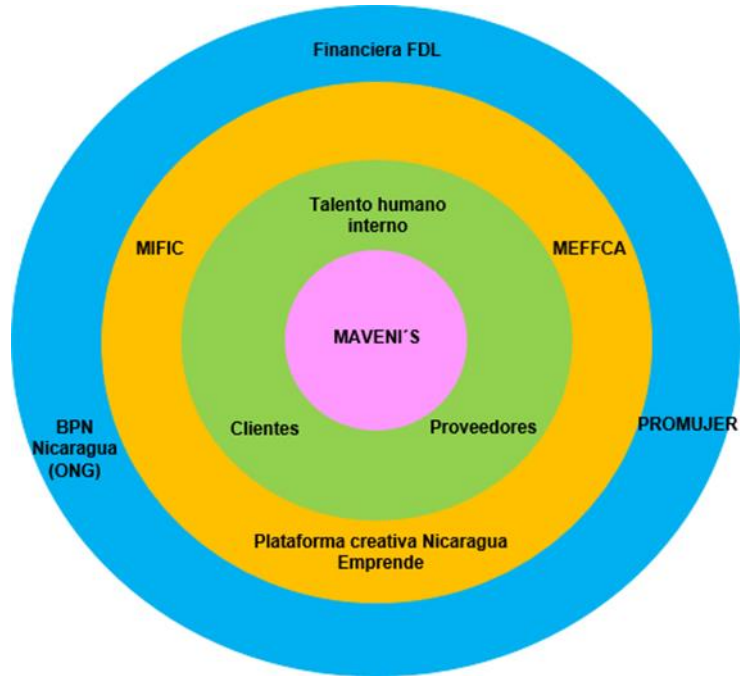 Financiera FDL
Talento humano
interno
MIFIC
MEFFCA
MAVENI´S
BPN
Nicaragua
(ONG)
Clientes
Proveedores
PROMUJER
Plataforma creativa Nicaragua
Emprende